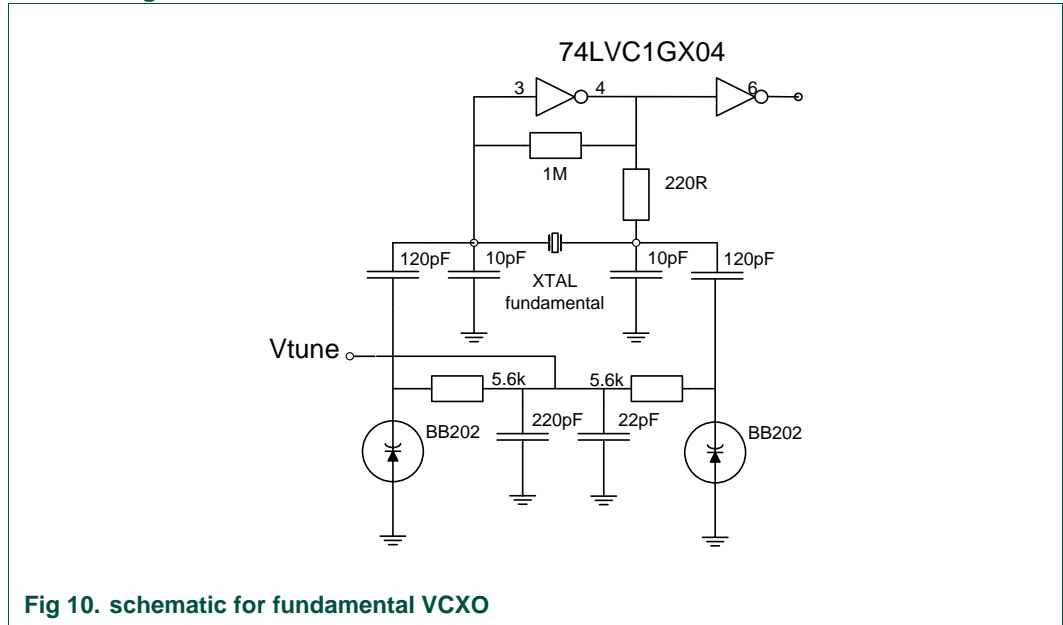 74LVC1GX04
3 4 6
1M
220R
120pF 10pF 10pF 120pF
XTAL
fundamental
Vtune
5.6k 5.6k
220pF 22pF
BB202 BB202
Fig 10. schematic for fundamental VCXO